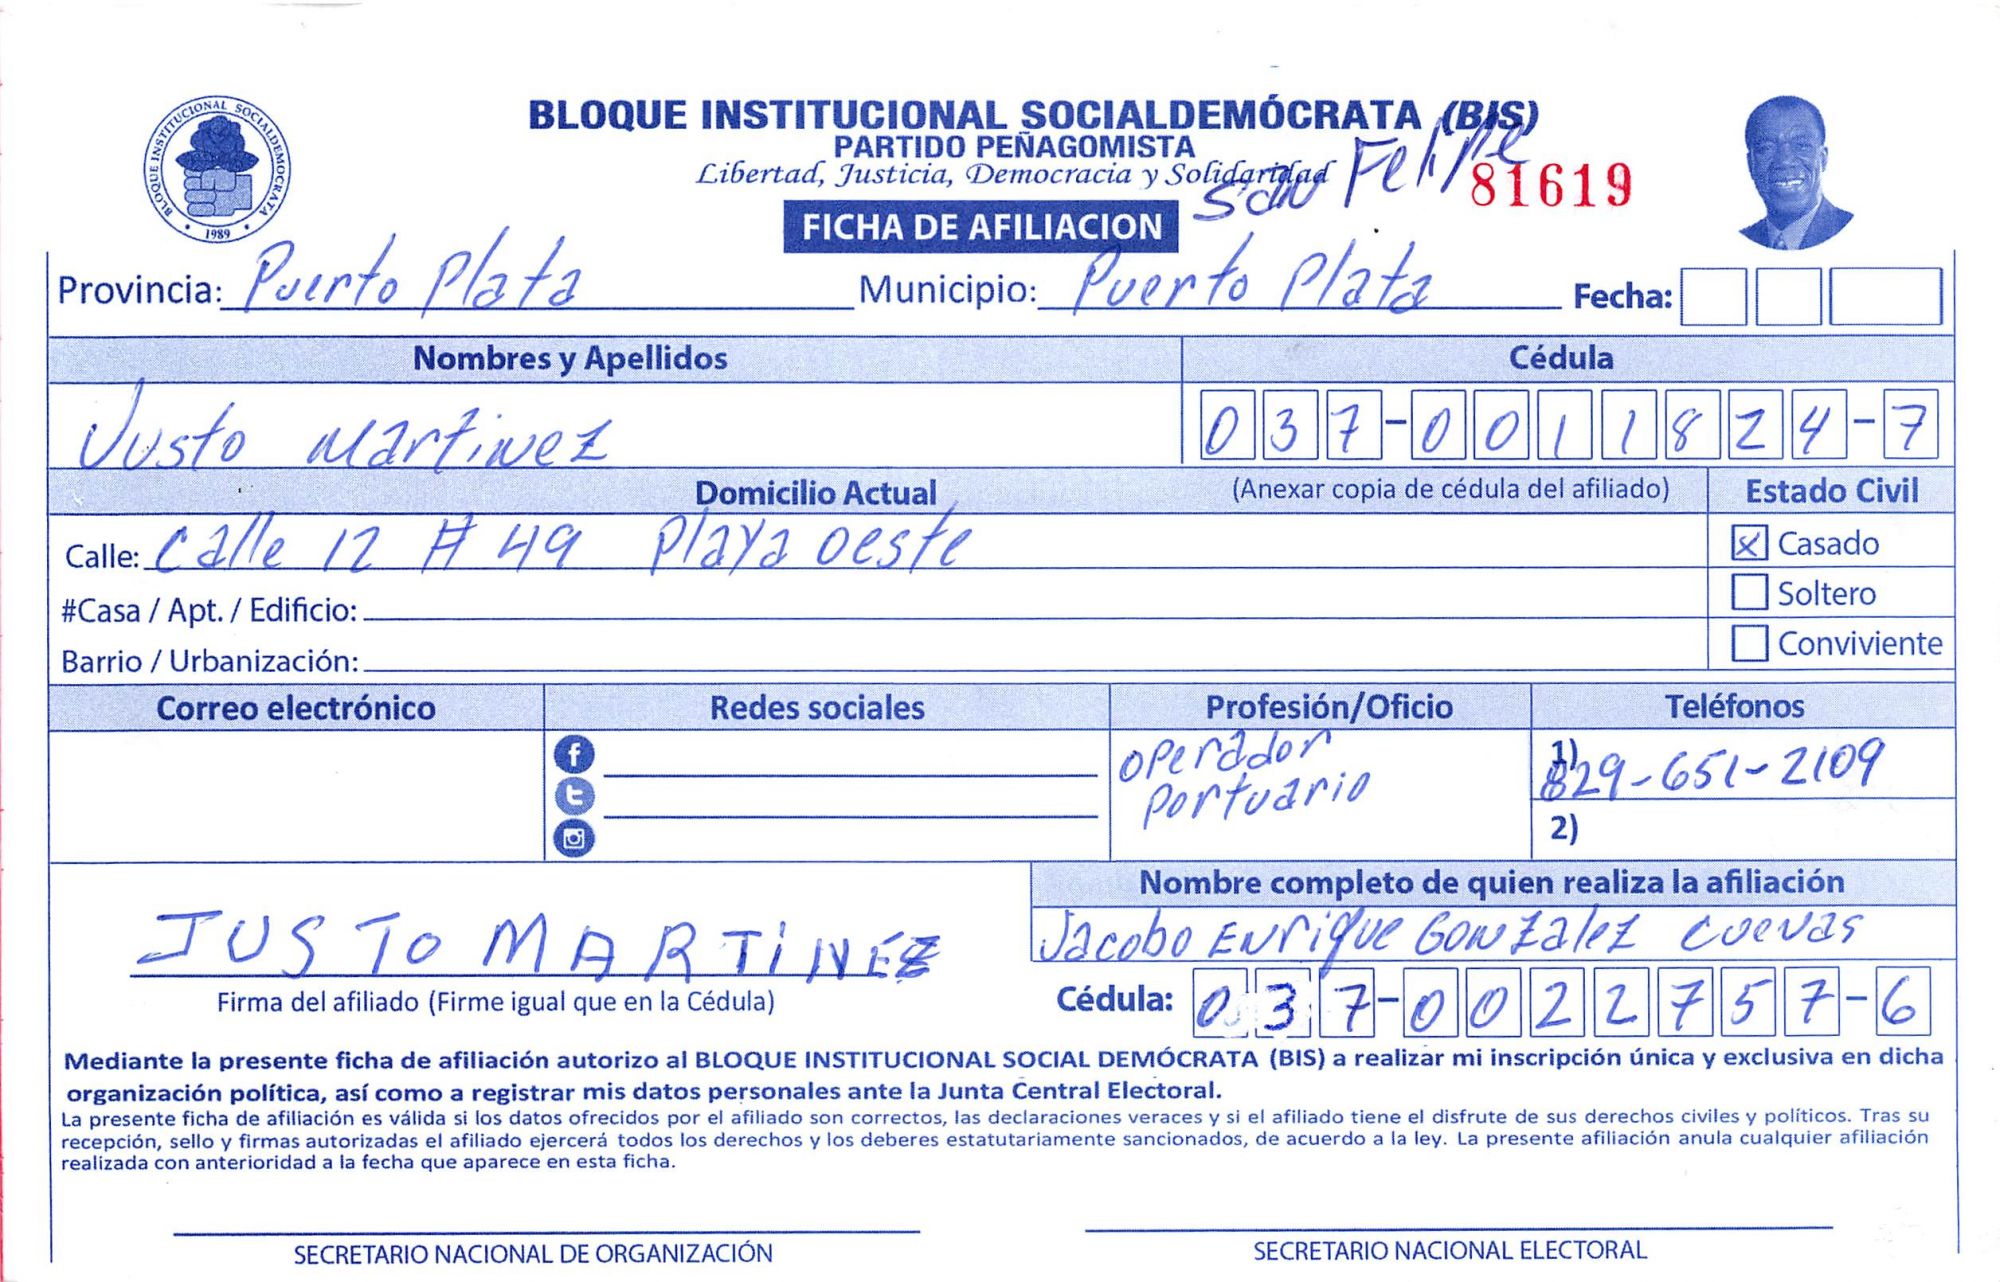 BLOQUE INSTITUCIONAL SOCIALDEMÓCRATA
1989
BLOQUE INSTITUCIONAL SOCIALDEMÓCRATA (BIS)
PARTIDO PEÑAGOMISTA
Libertad, Justicia, Democracia y Solidaridad
San Felipe
81619
FICHA DE AFILIACION
Provincia: Puerto Plata Municipio: Puerto Plata Fecha:
Nombres y Apellidos Cédula
Justo Martinez 037-0011824-7
Domicilio Actual (Anexar copia de cédula del afiliado) Estado Civil
Calle: Calle 12 # 49 Playa Oeste x Casado
#Casa / Apt. / Edificio: Soltero
Barrio / Urbanización: Conviviente
Correo electrónico Redes sociales Profesión/Oficio Teléfonos
Operador 1) 829-651-2109
Portuario
2)
Nombre completo de quien realiza la afiliación
JUSTO MARTINEZ Jacobo Enrique Gonzalez Cuevas
Firma del afiliado (Firme igual que en la Cédula) Cédula: 037-0022757-6
Mediante la presente ficha de afiliación autorizo al BLOQUE INSTITUCIONAL SOCIAL DEMÓCRATA (BIS) a realizar mi inscripción única y exclusiva en dicha
organización política, así como a registrar mis datos personales ante la Junta Central Electoral.
La presente ficha de afiliación es válida si los datos ofrecidos por el afiliado son correctos, las declaraciones veraces y si el afiliado tiene el disfrute de sus derechos civiles y políticos. Tras su
recepción, sello y firmas autorizadas el afiliado ejercerá todos los derechos y los deberes estatutariamente sancionados, de acuerdo a la ley. La presente afiliación anula cualquier afiliación
realizada con anterioridad a la fecha que aparece en esta ficha.
SECRETARIO NACIONAL DE ORGANIZACIÓN SECRETARIO NACIONAL ELECTORAL